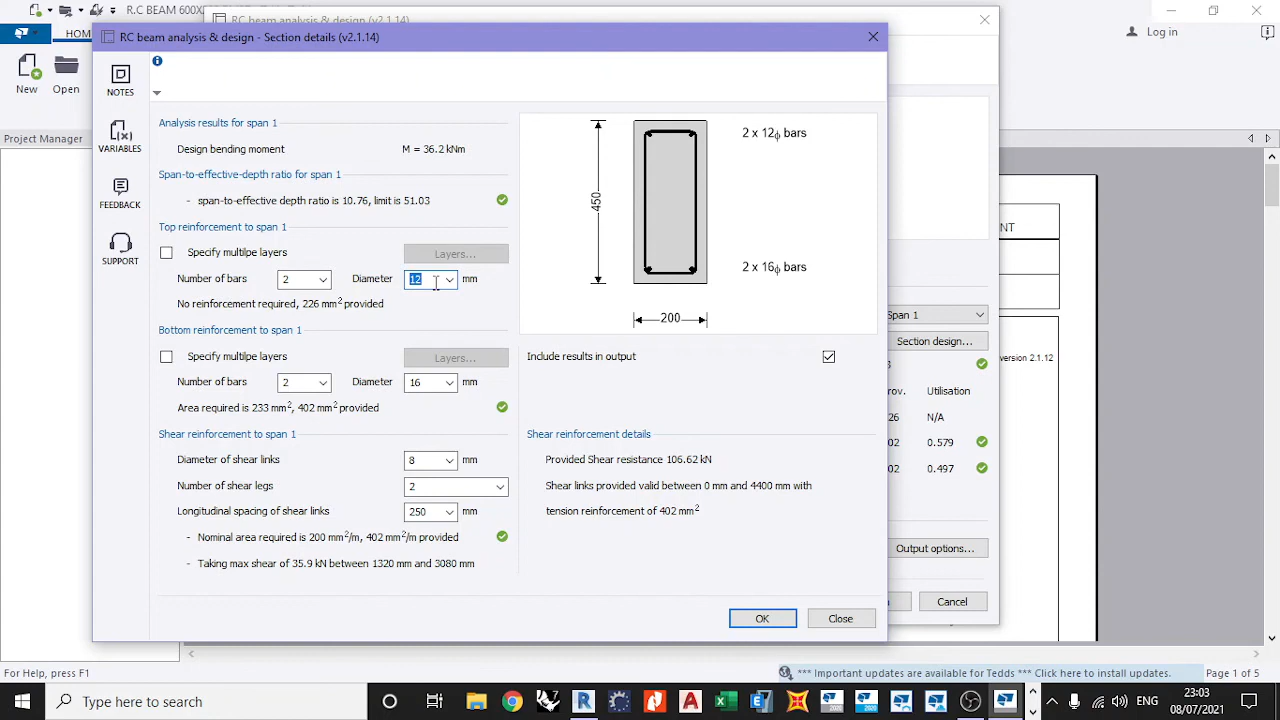 R.C BEAM 600X
RC beam analysis & design (v2.1.14)
HOM
Log in
New
Open
Project Manager
RC beam analysis & design - Section details (v2.1.14)
NOTES
VARIABLES
FEEDBACK
SUPPORT
Analysis results for span 1
Design bending moment M = 36.2 kNm
Span-to-effective-depth ratio for span 1
- span-to-effective depth ratio is 10.76, limit is 51.03
Top reinforcement to span 1
Specify multilpe layers Layers...
Number of bars 2 Diameter 12 mm
No reinforcement required, 226 mm² provided
Bottom reinforcement to span 1
Specify multilpe layers Layers...
Number of bars 2 Diameter 16 mm
Area required is 233 mm², 402 mm² provided
Shear reinforcement to span 1
Diameter of shear links 8 mm
Number of shear legs 2
Longitudinal spacing of shear links 250 mm
- Nominal area required is 200 mm²/m, 402 mm²/m provided
- Taking max shear of 35.9 kN between 1320 mm and 3080 mm
2 x 12ϕ bars
450
2 x 16ϕ bars
200
Include results in output
Shear reinforcement details
Provided Shear resistance 106.62 kN
Shear links provided valid between 0 mm and 4400 mm with
tension reinforcement of 402 mm²
OK
Close
Span 1
Section design...
rov. Utilisation
26 N/A
02 0.579
02 0.497
Output options...
Cancel
NT
version 2.1.12
For Help, press F1
*** Important updates are available for Tedds *** Click here to install updates.
Page 1 of 5
Type here to search
2020
2020
ENG
23:03
08/07/2021